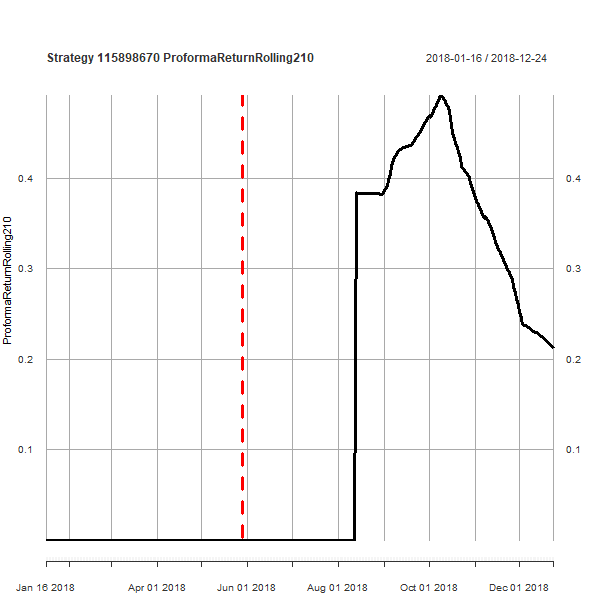 Strategy 115898670 ProformaReturnRolling210
2018-01-16 / 2018-12-24
ProformaReturnRolling210
0.4
0.4
0.3
0.3
0.2
0.2
0.1
0.1
Jan 16 2018
Apr 01 2018
Jun 01 2018
Aug 01 2018
Oct 01 2018
Dec 01 2018